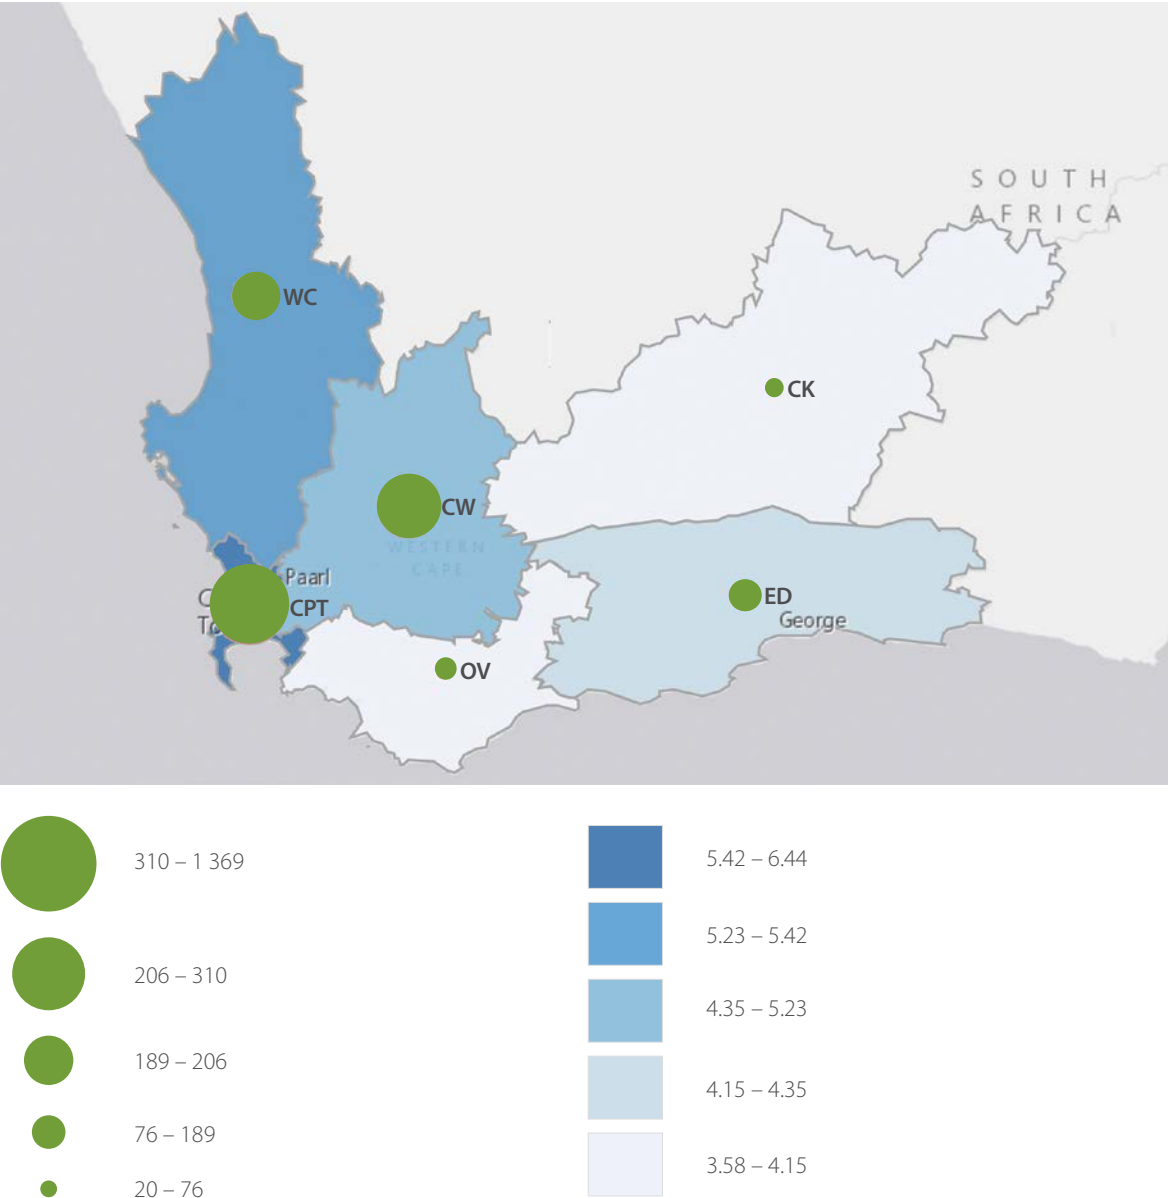 SOUTH
AFRICA
WC
CK
CW
WESTERN
CAPE
Paarl
CPT
ED
George
OV
310 – 1 369
206 – 310
189 – 206
76 – 189
20 – 76
5.42 – 6.44
5.23 – 5.42
4.35 – 5.23
4.15 – 4.35
3.58 – 4.15